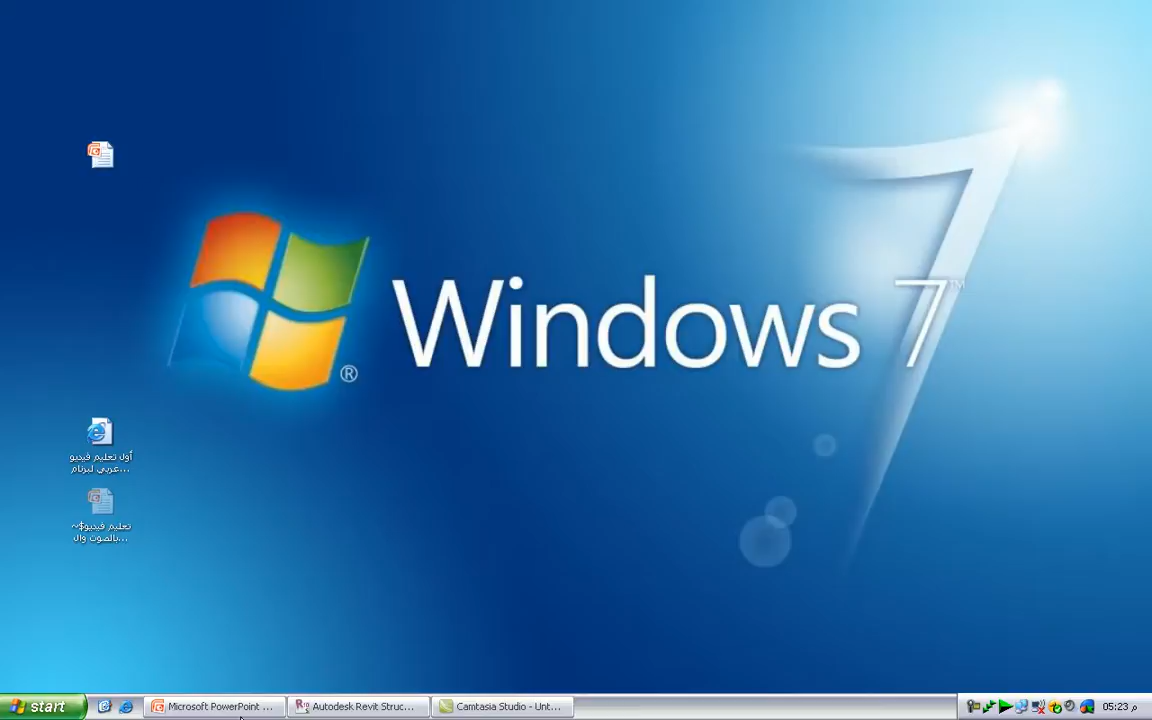 Windows 7™
®
أول تعليم فيديو
...عربي لبرنام
~$تعليم فيديو
...بالصوت وال
start
Microsoft PowerPoint ...
Autodesk Revit Struc...
Camtasia Studio - Unt...
05:23 م